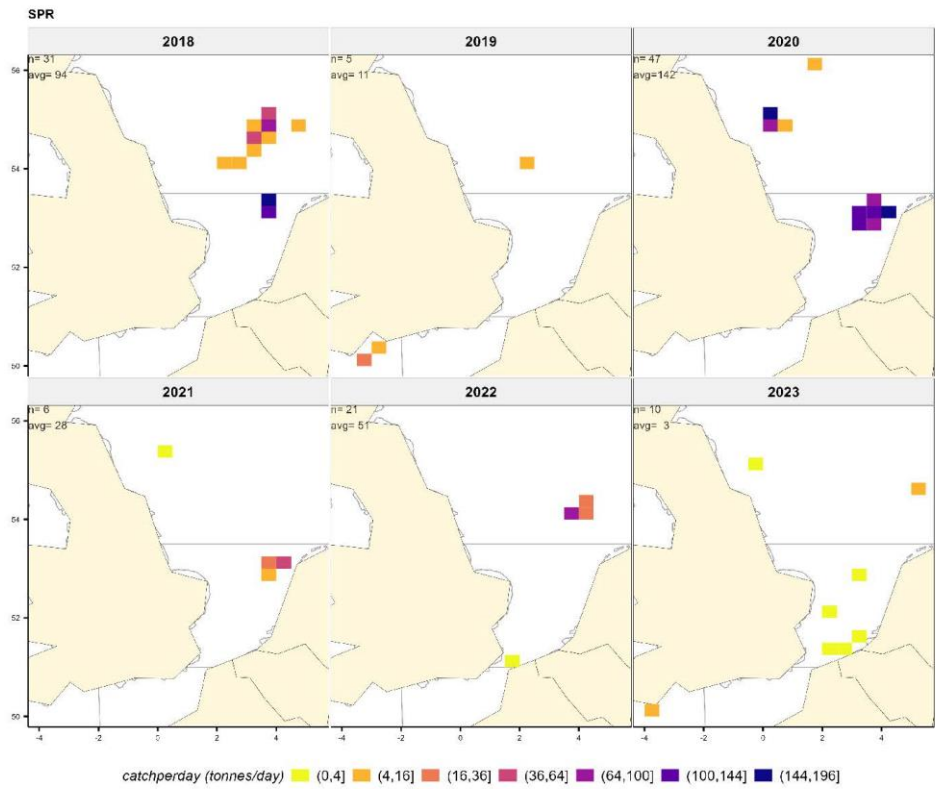 SPR
2018 2019 2020
n= 31 n= 5 n= 47
avg= 94 avg= 11 avg= 142
56
54
52
50
2021 2022 2023
n= 6 n= 21 n= 10
avg= 28 avg= 51 avg= 3
56
54
52
50
-4 -2 0 2 4 -4 -2 0 2 4 -4 -2 0 2 4
catchperday (tonnes/day) (0,4] (4,16] (16,36] (36,64] (64,100] (100,144] (144,196]